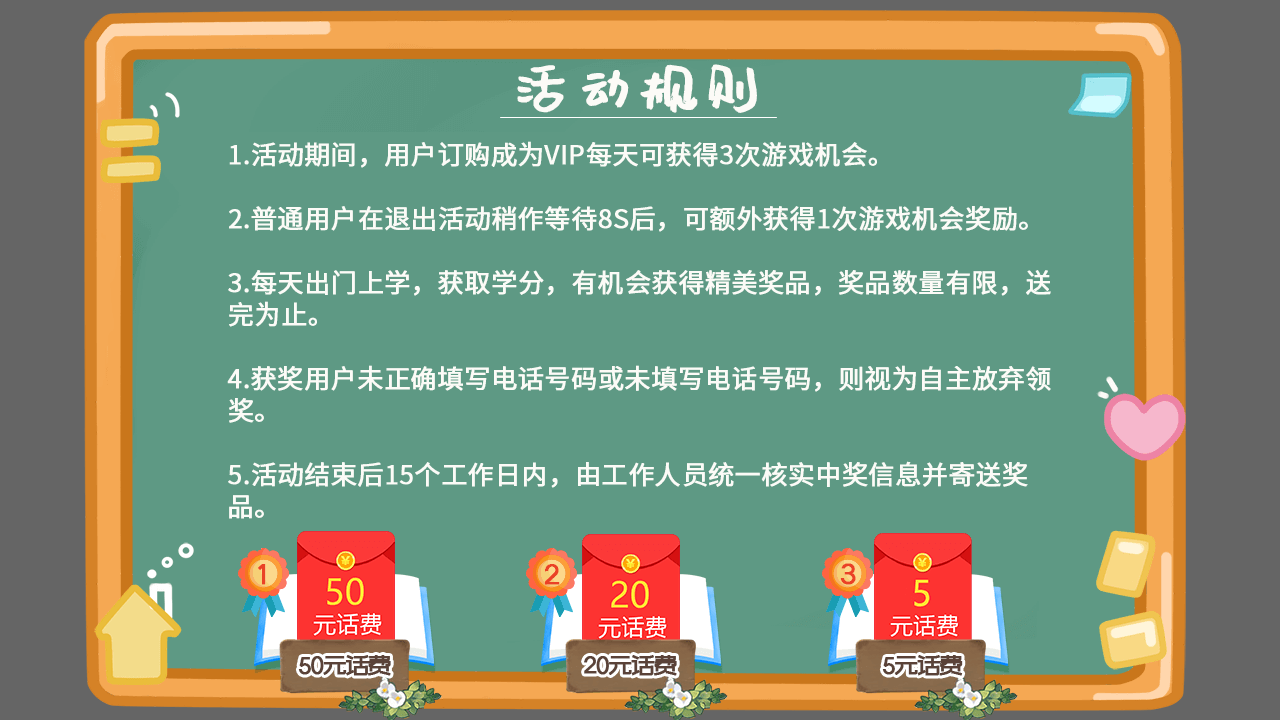 活动规则
1.活动期间，用户订购成为VIP每天可获得3次游戏机会。
2.普通用户在退出活动稍作等待8S后，可额外获得1次游戏机会奖励。
3.每天出门上学，获取学分，有机会获得精美奖品，奖品数量有限，送
完为止。
4.获奖用户未正确填写电话号码或未填写电话号码，则视为自主放弃领
奖。
5.活动结束后15个工作日内，由工作人员统一核实中奖信息并寄送奖
品。
1
¥
50
元话费
50元话费
2
¥
20
元话费
20元话费
3
¥
5
元话费
5元话费